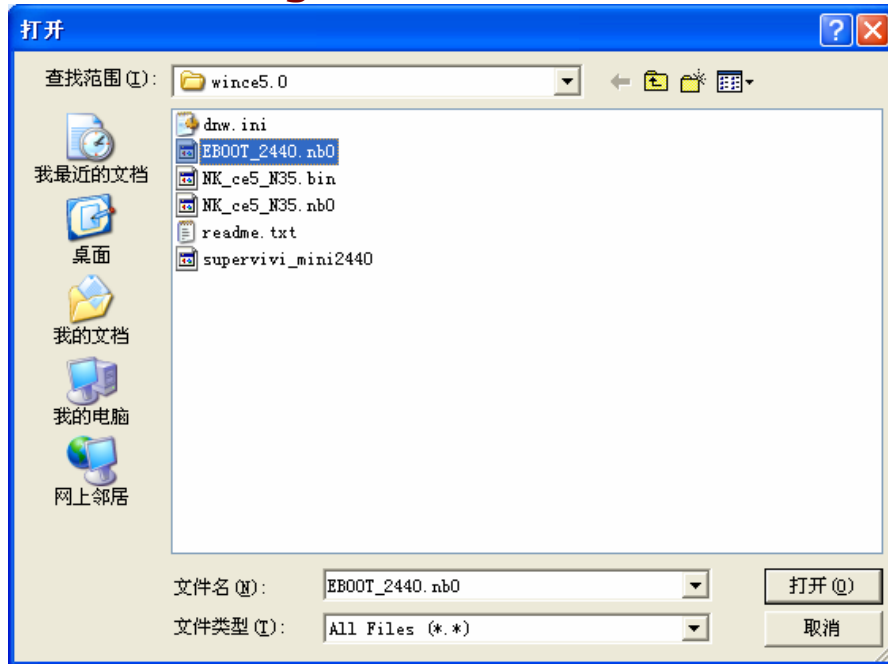 打开
查找范围(I):
wince5.0
我最近的文档
桌面
我的文档
我的电脑
网上邻居
dnw.ini
EBOOT_2440.nb0
NK_ce5_N35.bin
NK_ce5_N35.nb0
readme.txt
supervivi_mini2440
文件名(N):
EBOOT_2440.nb0
打开(O)
文件类型(T):
All Files (*.*)
取消